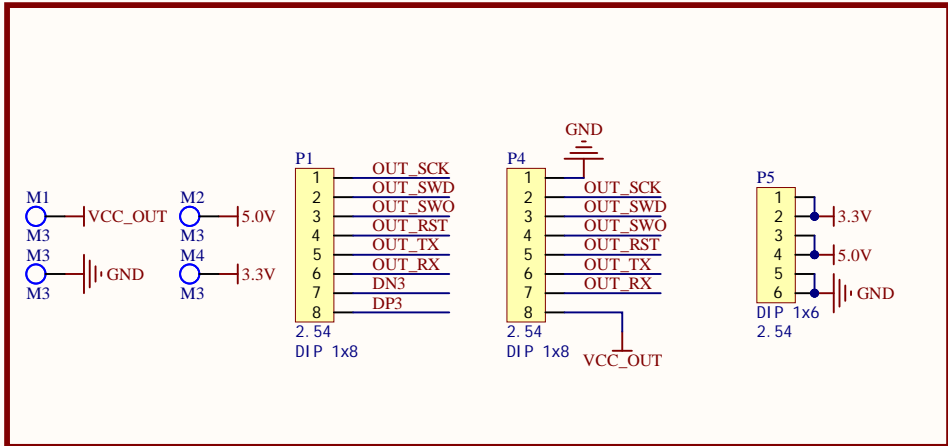 M1
VCC_OUT
M3
M2
5.0V
M3
M3
GND
M3
M4
3.3V
M3
P1
1 OUT_SCK
2 OUT_SWD
3 OUT_SWO
4 OUT_RST
5 OUT_TX
6 OUT_RX
7 DN3
8 DP3
2.54
DIP 1x8
GND
P4
1
2 OUT_SCK
3 OUT_SWD
4 OUT_SWO
5 OUT_RST
6 OUT_TX
7 OUT_RX
8
2.54
DIP 1x8
VCC_OUT
P5
1
2 3.3V
3
4 5.0V
5
6 GND
DIP 1x6
2.54